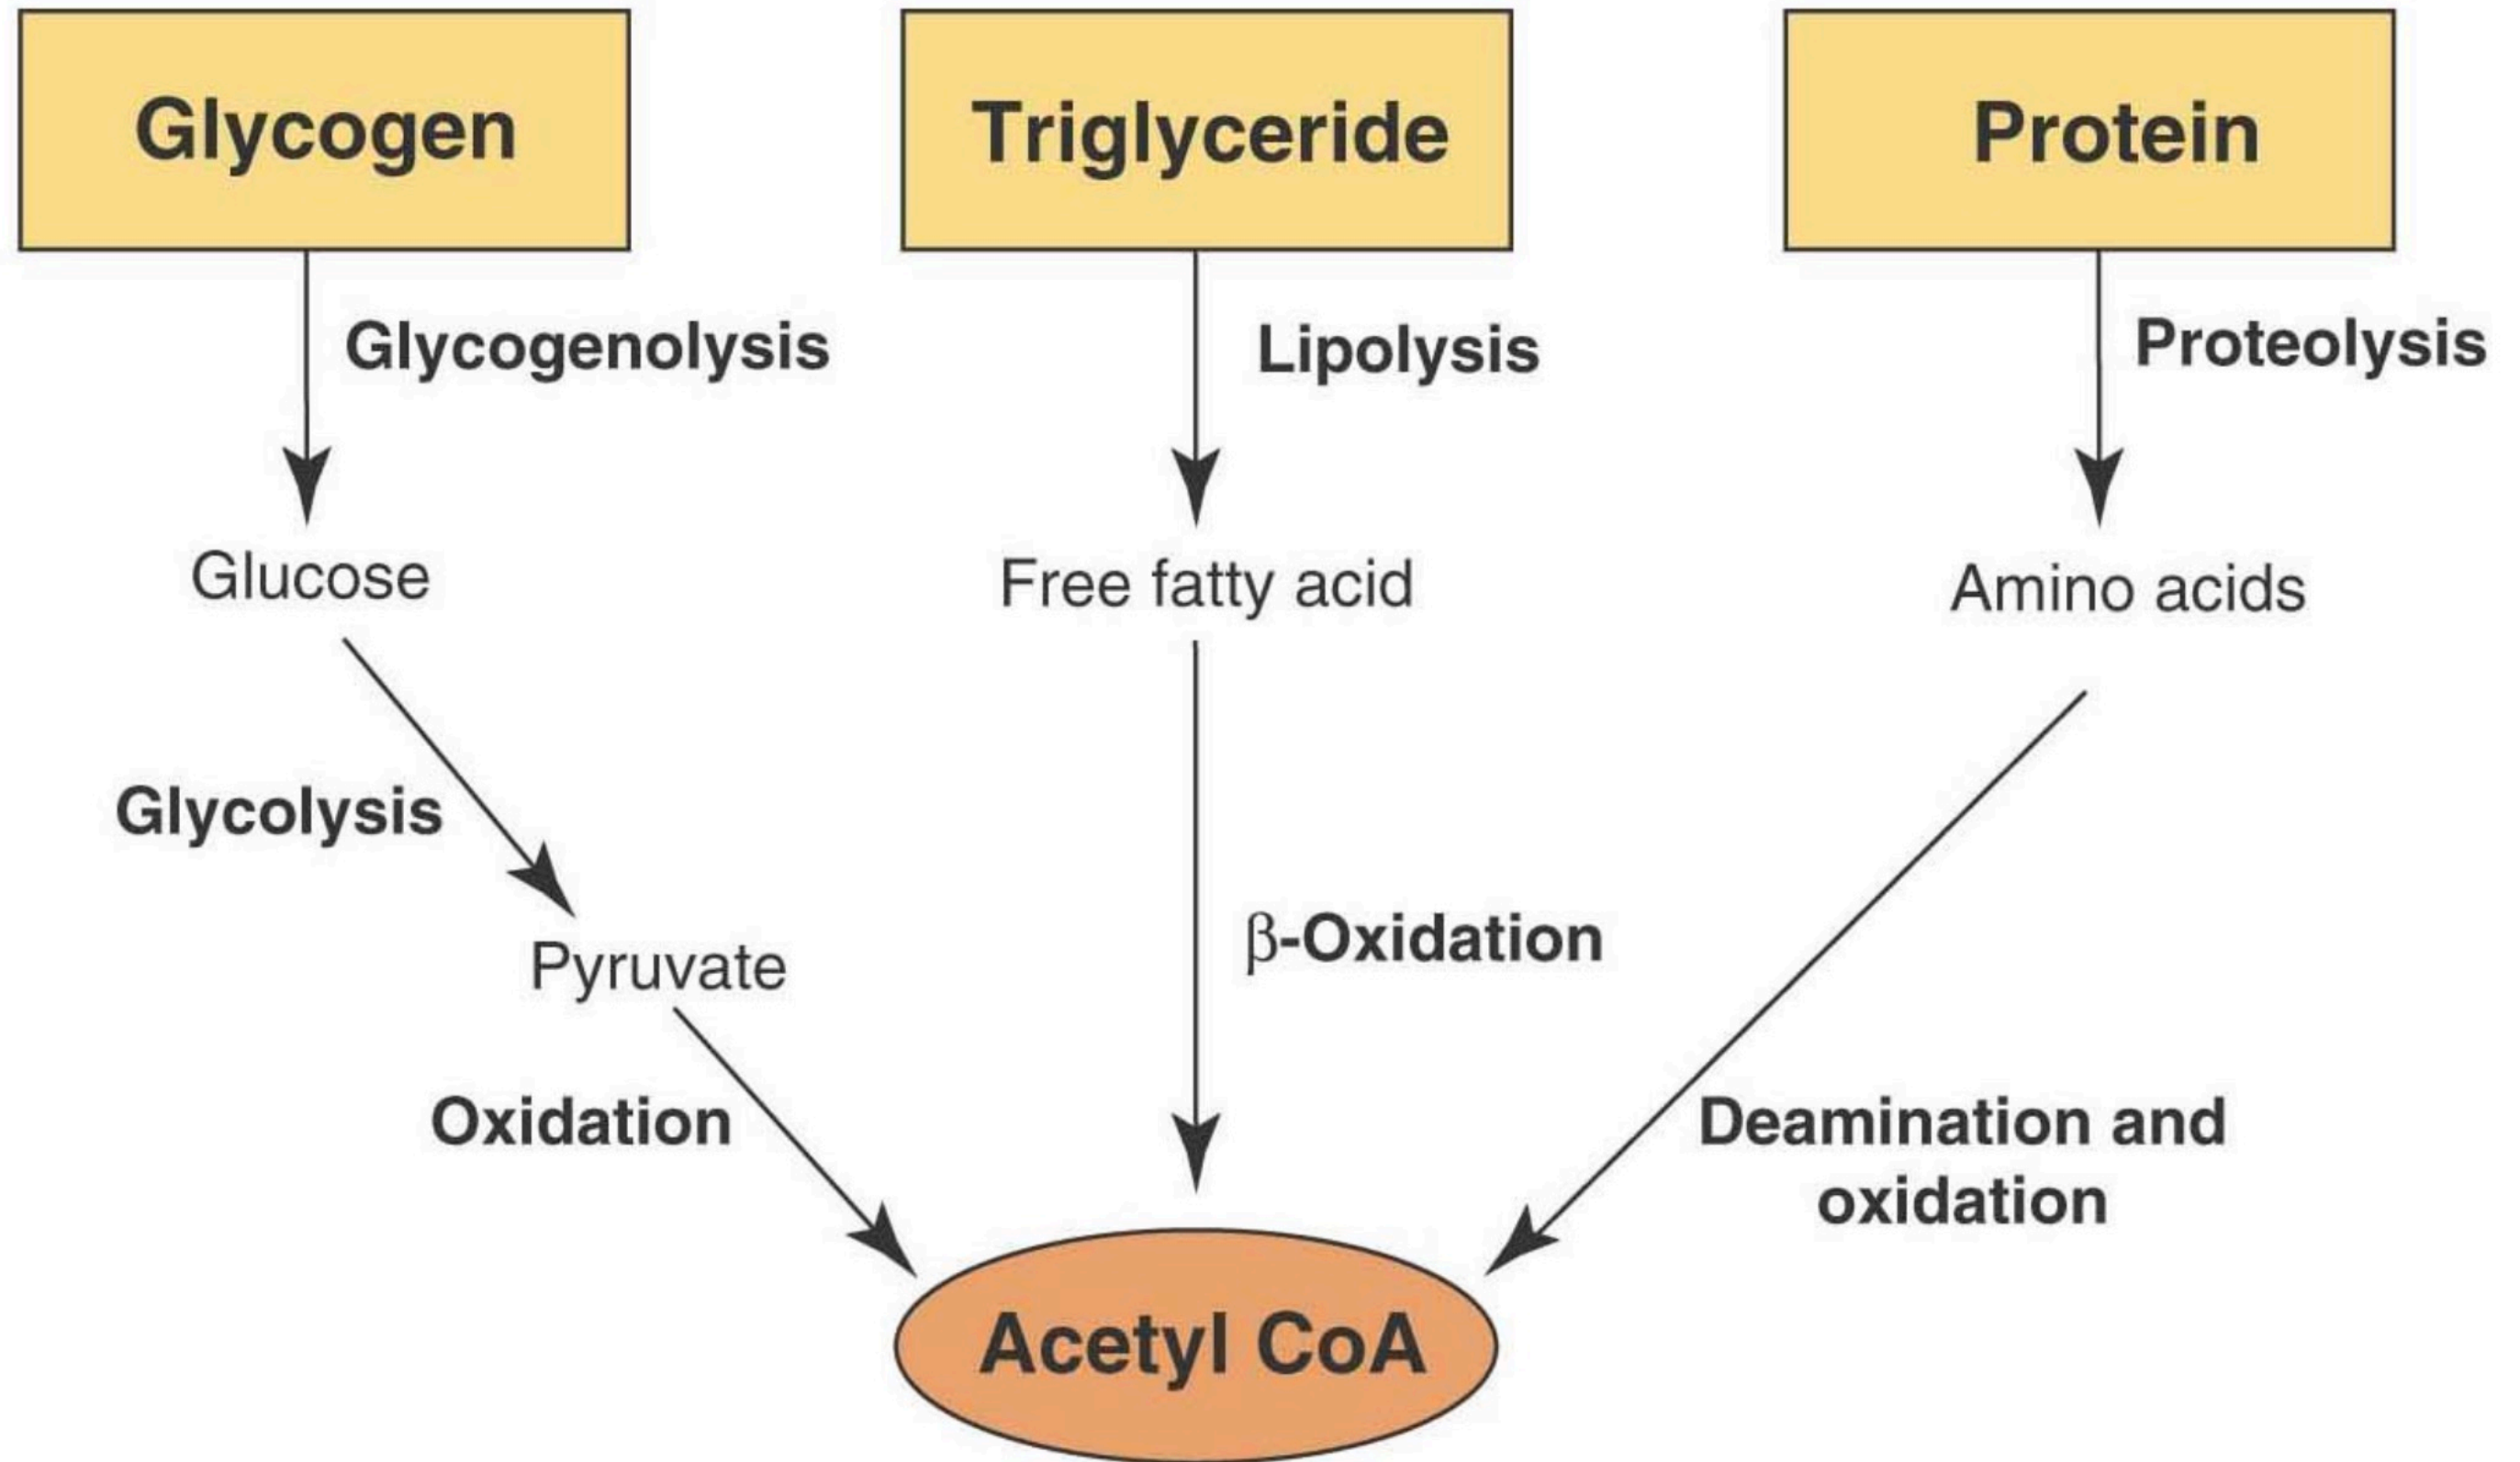 Glycogen
Triglyceride
Protein
Glycogenolysis
Lipolysis
Proteolysis
Glucose
Free fatty acid
Amino acids
Glycolysis
Pyruvate
β-Oxidation
Oxidation
Deamination and
oxidation
Acetyl CoA